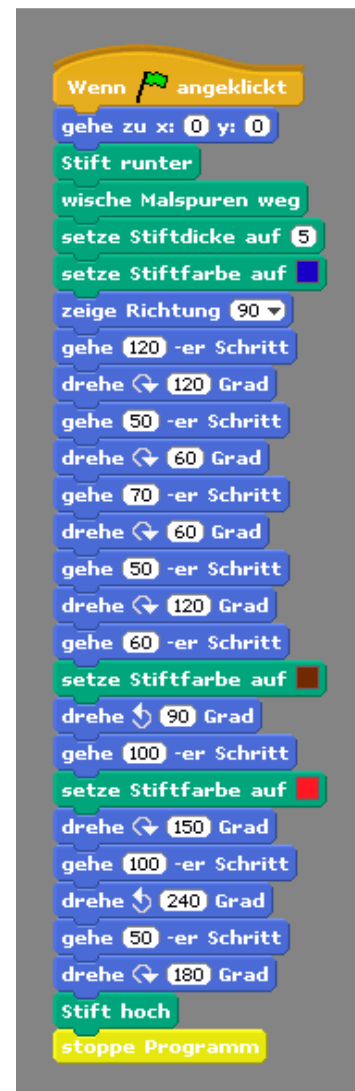 Wenn angeklickt
gehe zu x: 0 y: 0
Stift runter
wische Malspuren weg
setze Stiftdicke auf 5
setze Stiftfarbe auf
zeige Richtung 90
gehe 120 -er Schritt
drehe 120 Grad
gehe 50 -er Schritt
drehe 60 Grad
gehe 70 -er Schritt
drehe 60 Grad
gehe 50 -er Schritt
drehe 120 Grad
gehe 60 -er Schritt
setze Stiftfarbe auf
drehe 90 Grad
gehe 100 -er Schritt
setze Stiftfarbe auf
drehe 150 Grad
gehe 100 -er Schritt
drehe 240 Grad
gehe 50 -er Schritt
drehe 180 Grad
Stift hoch
stoppe Programm